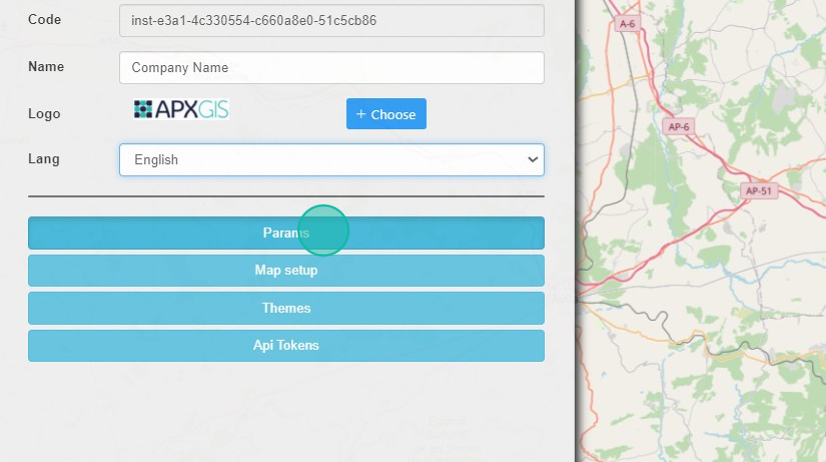 Code
inst-e3a1-4c330554-c660a8e0-51c5cb86
Name
Company Name
Logo
APXGIS
+ Choose
Lang
English
Params
Map setup
Themes
Api Tokens
A-6
AP-6
AP-51